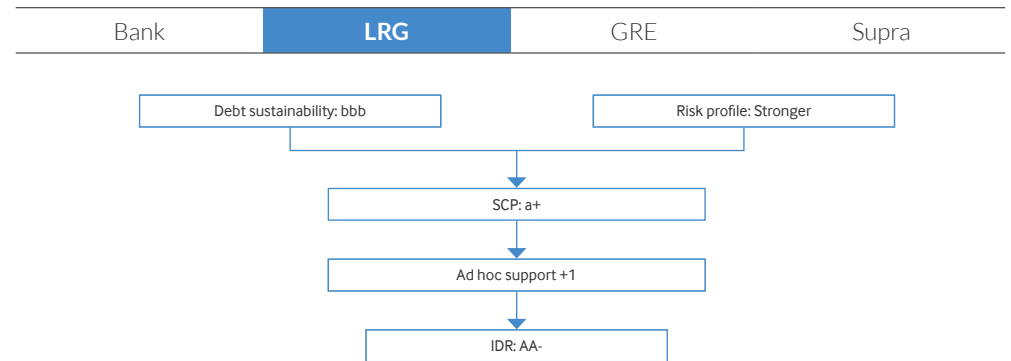 Bank LRG GRE Supra
Debt sustainability: bbb Risk profile: Stronger
SCP: a+
Ad hoc support +1
IDR: AA-